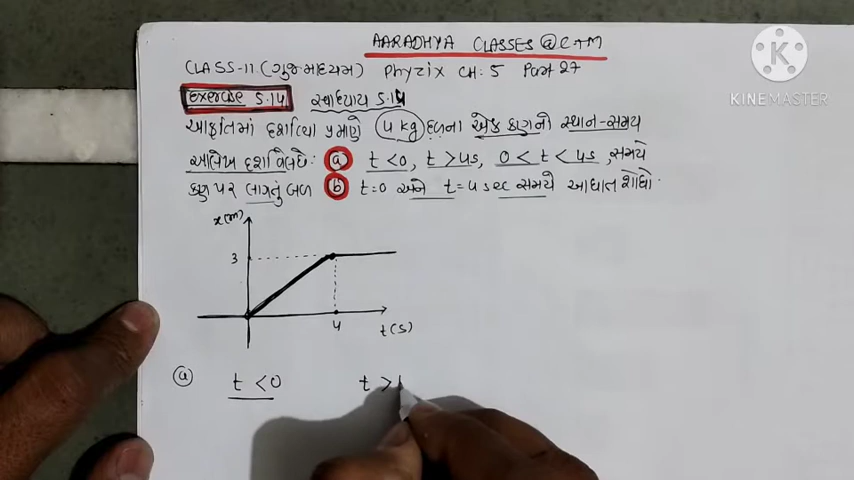 AARADHYA CLASSES @ CTM
CLASS-11 (ગુજ.માધ્યમ) Phyzix CH: 5 Part 27
Exercise 5.14 સ્વાધ્યાય 5.14
આકૃતિમાં દર્શાવ્યા પ્રમાણે 4 kg દળના એક કણનો સ્થાન-સમય
આલેખ દર્શાવેલ છે: (a) t < 0, t > 4s, 0 < t < 4s, સમયે
કણ પર લાગતું બળ (b) t=0 અને t=4 sec સમયે આઘાત શોધો.
x(m)
3
4
t(s)
(a) t < 0 t >
KINEMASTER